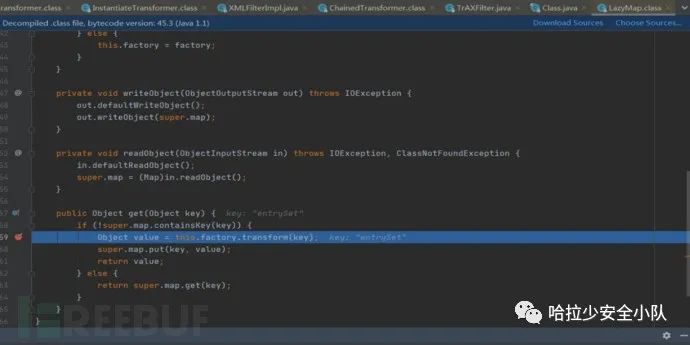 ransformer.class InstantiateTransformer.class XMLFilterImpl.class ChainedTransformer.class TrAXFilter.java Class.java LazyMap.class
Decompiled .class file, bytecode version: 45.3 (Java 1.1) Download Sources Choose Sources...
42 } else {
43 this.factory = factory;
44 }
45 }
46
47 @ private void writeObject(ObjectOutputStream out) throws IOException {
48 out.defaultWriteObject();
49 out.writeObject(super.map);
50 }
51
52 @ private void readObject(ObjectInputStream in) throws IOException, ClassNotFoundException {
53 in.defaultReadObject();
54 super.map = (Map)in.readObject();
55 }
56
57 public Object get(Object key) { key: "entrySet"
58 if (!super.map.containsKey(key)) {
59 Object value = this.factory.transform(key); key: "entrySet"
60 super.map.put(key, value);
61 return value;
62 } else {
63 return super.map.get(key);
64 }
65 }
66 }
FREEBUF
哈拉少安全小队